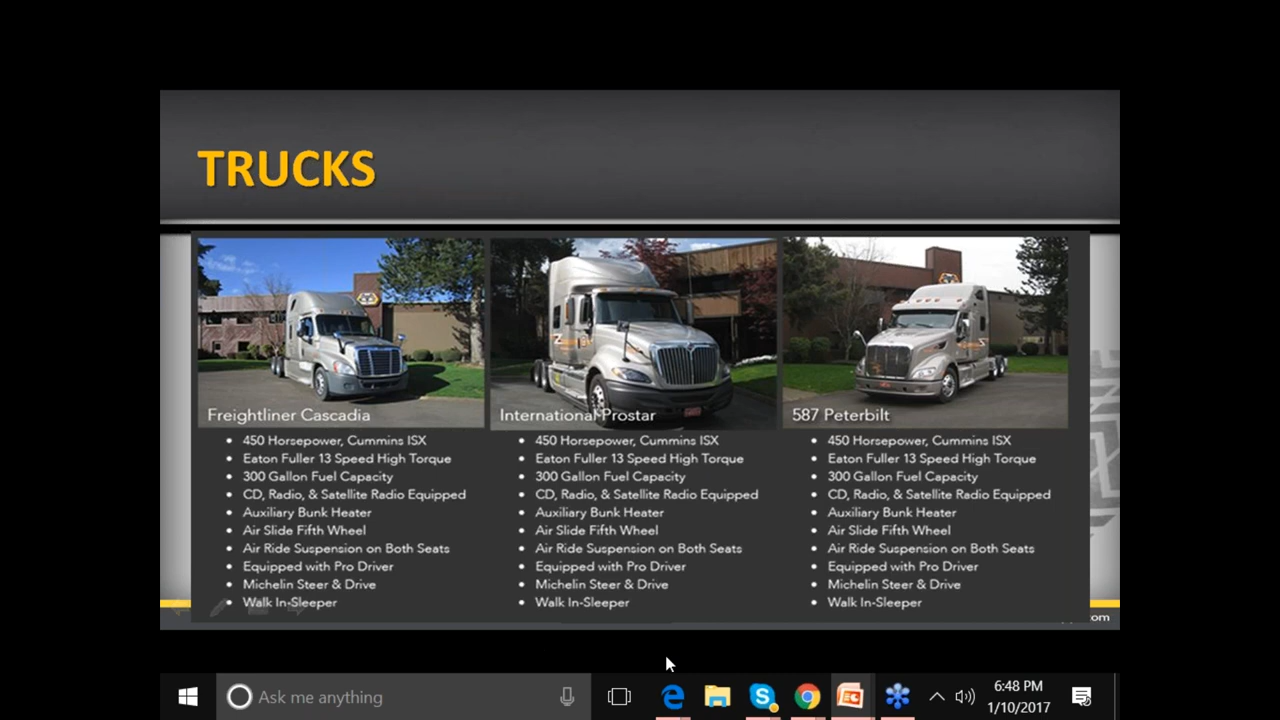 TRUCKS
Freightliner Cascadia
450 Horsepower, Cummins ISX
Eaton Fuller 13 Speed High Torque
300 Gallon Fuel Capacity
CD, Radio, & Satellite Radio Equipped
Auxiliary Bunk Heater
Air Slide Fifth Wheel
Air Ride Suspension on Both Seats
Equipped with Pro Driver
Michelin Steer & Drive
Walk In-Sleeper
International Prostar
450 Horsepower, Cummins ISX
Eaton Fuller 13 Speed High Torque
300 Gallon Fuel Capacity
CD, Radio, & Satellite Radio Equipped
Auxiliary Bunk Heater
Air Slide Fifth Wheel
Air Ride Suspension on Both Seats
Equipped with Pro Driver
Michelin Steer & Drive
Walk In-Sleeper
587 Peterbilt
450 Horsepower, Cummins ISX
Eaton Fuller 13 Speed High Torque
300 Gallon Fuel Capacity
CD, Radio, & Satellite Radio Equipped
Auxiliary Bunk Heater
Air Slide Fifth Wheel
Air Ride Suspension on Both Seats
Equipped with Pro Driver
Michelin Steer & Drive
Walk In-Sleeper
Ask me anything
6:48 PM
1/10/2017